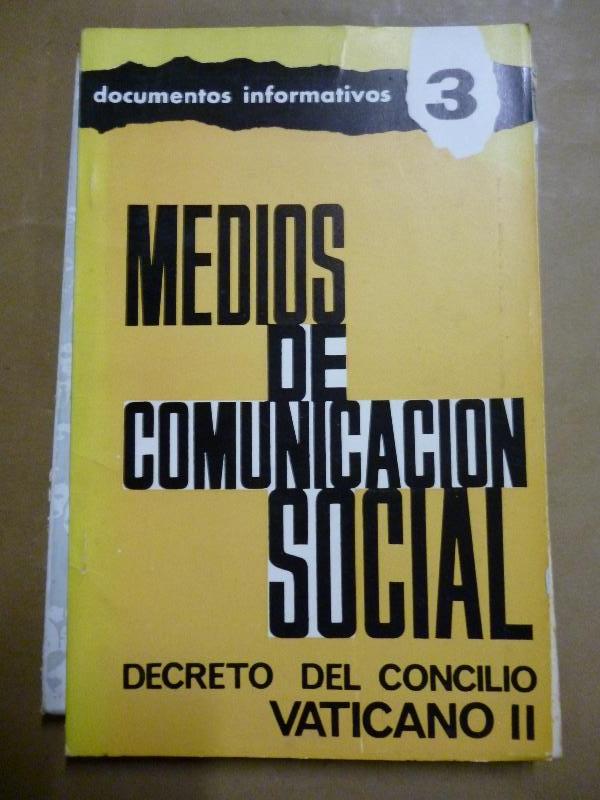 documentos informativos 3
MEDIOS
DE
COMUNICACION
SOCIAL
DECRETO DEL CONCILIO
VATICANO II